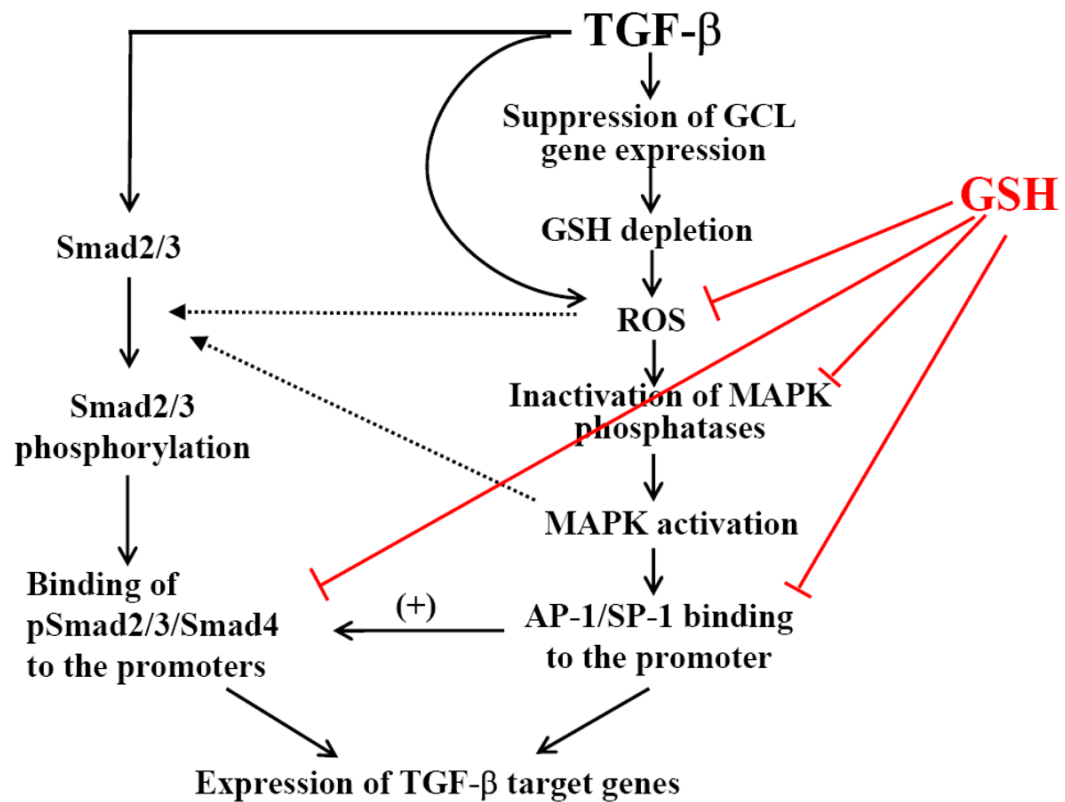 TGF-β
Suppression of GCL
gene expression
GSH
GSH depletion
Smad2/3
ROS
Inactivation of MAPK
phosphatases
Smad2/3
phosphorylation
MAPK activation
Binding of
pSmad2/3/Smad4
to the promoters
(+)
AP-1/SP-1 binding
to the promoter
Expression of TGF-β target genes